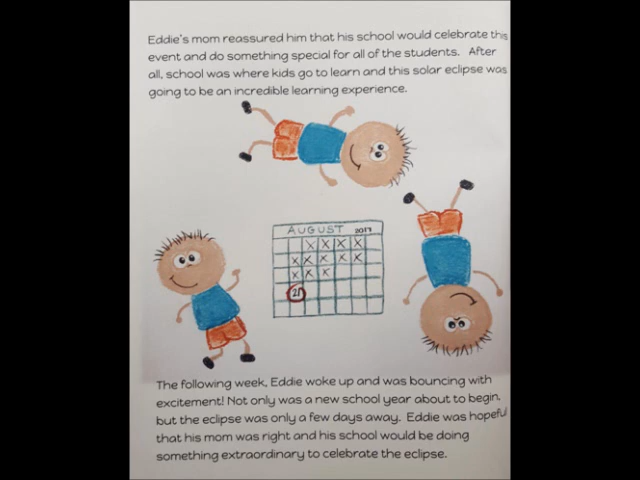 Eddie's mom reassured him that his school would celebrate this
event and do something special for all of the students. After
all, school was where kids go to learn and this solar eclipse was
going to be an incredible learning experience.
AUGUST 2017
X X X X
X X X X X
X X X
21
The following week, Eddie woke up and was bouncing with
excitement! Not only was a new school year about to begin,
but the eclipse was only a few days away. Eddie was hopeful
that his mom was right and his school would be doing
something extraordinary to celebrate the eclipse.